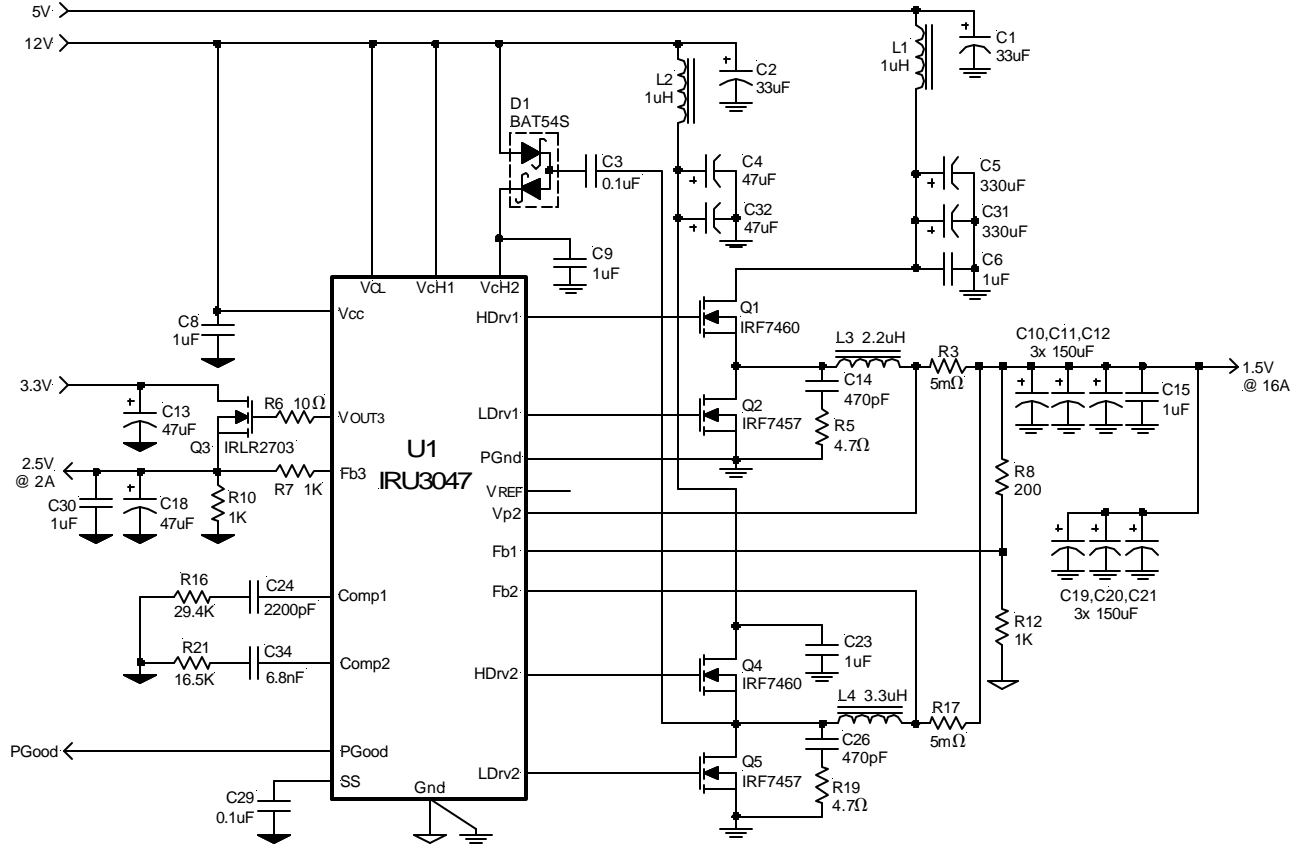 5V
12V
L1
1uH
C1
33uF
L2
1uH
C2
33uF
D1
BAT54S
C3
0.1uF
C4
47uF
C5
330uF
C32
47uF
C31
330uF
C9
1uF
C6
1uF
VCL
VcH1
VcH2
Vcc
HDrv1
Q1
IRF7460
C8
1uF
L3 2.2uH
R3
5mΩ
C10,C11,C12
3x 150uF
1.5V
@ 16A
3.3V
C13
47uF
R6 10Ω
VOUT3
Q3
IRLR2703
LDrv1
Q2
IRF7457
C14
470pF
R5
4.7Ω
C15
1uF
U1
IRU3047
PGnd
2.5V
@ 2A
Fb3
R7 1K
R10
1K
C30
1uF
C18
47uF
VREF
Vp2
R8
200
Fb1
Fb2
C19,C20,C21
3x 150uF
R16
29.4K
C24
2200pF
Comp1
R12
1K
R21
16.5K
C34
6.8nF
Comp2
C23
1uF
HDrv2
Q4
IRF7460
L4 3.3uH
R17
5mΩ
PGood
PGood
SS
Gnd
LDrv2
Q5
IRF7457
C26
470pF
R19
4.7Ω
C29
0.1uF